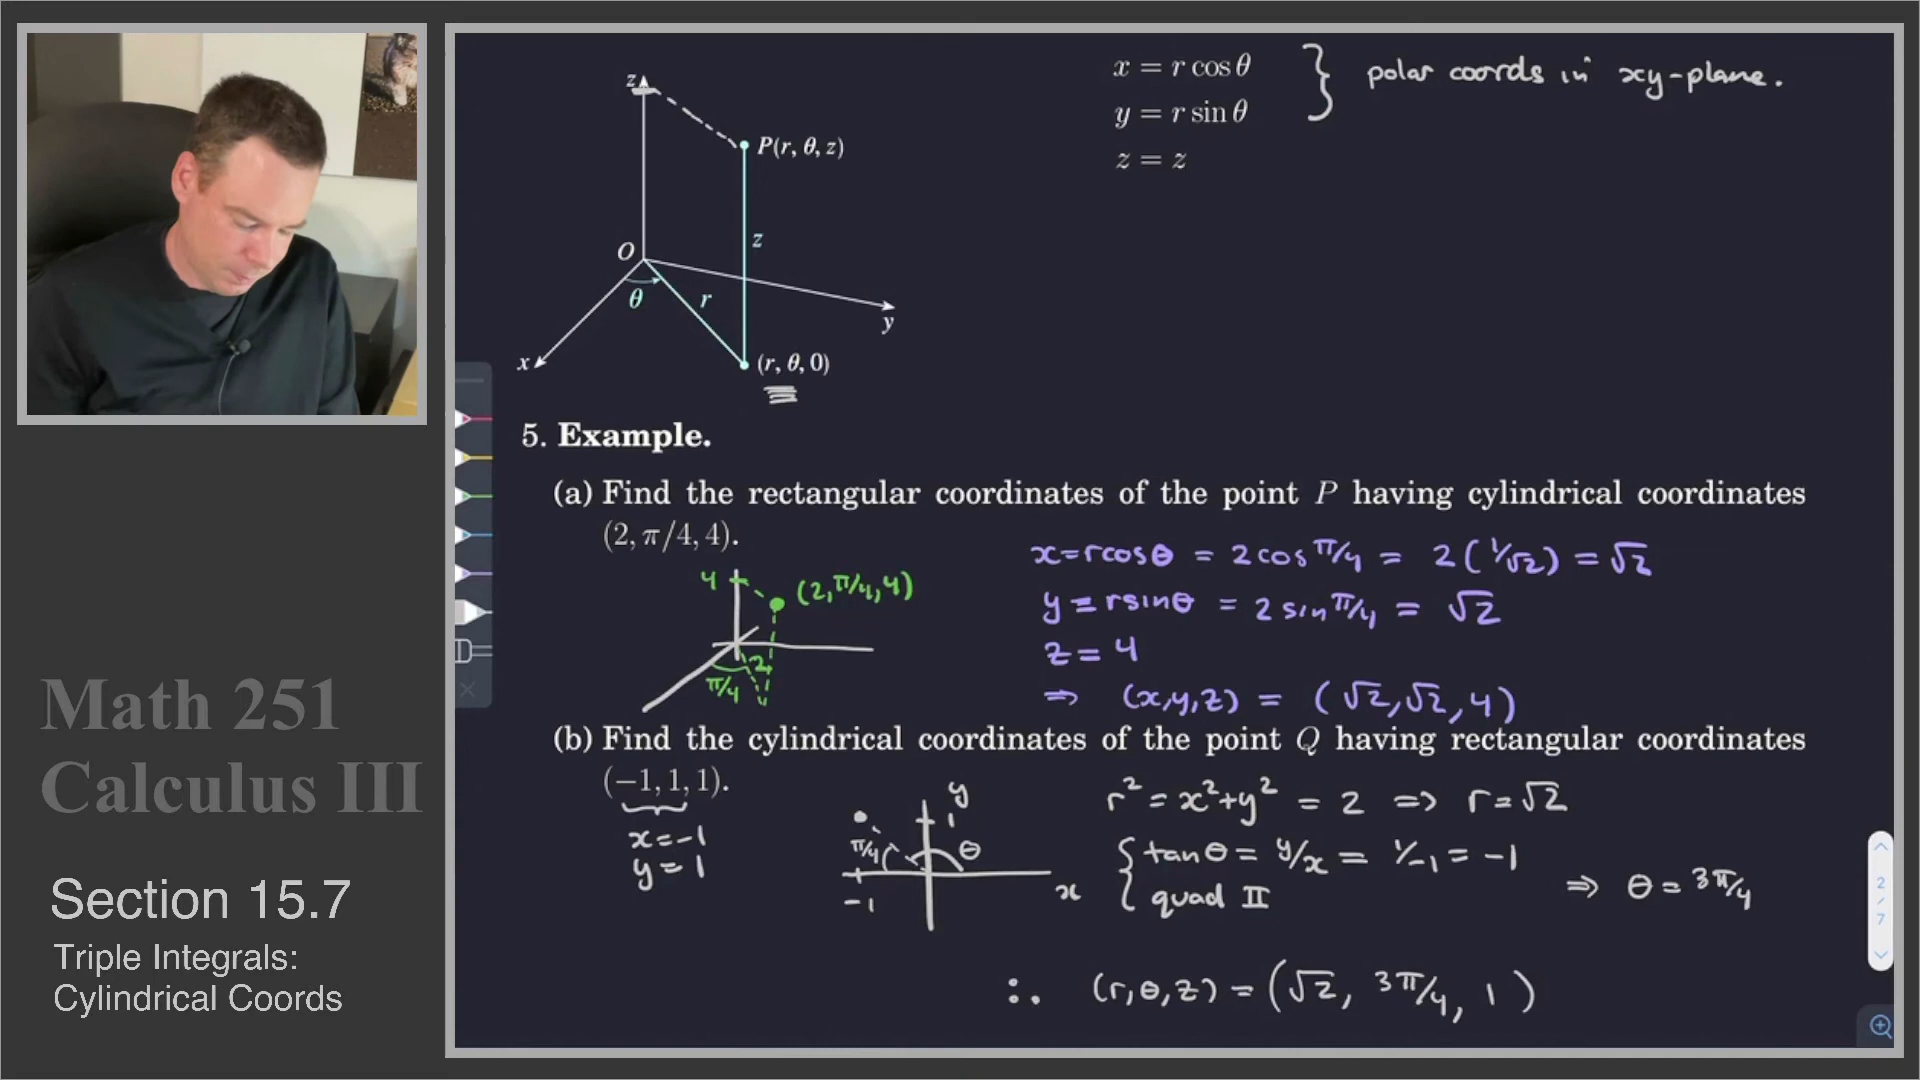 x = r cos θ
y = r sin θ
z = z
} polar coords in xy-plane.
z
P(r, θ, z)
z
O
θ
r
y
x
(r, θ, 0)
5. Example.
(a) Find the rectangular coordinates of the point P having cylindrical coordinates
(2, π/4, 4).
4
(2, π/4, 4)
2
π/4
x = r cos θ = 2 cos π/4 = 2(1/√2) = √2
y = r sin θ = 2 sin π/4 = √2
z = 4
⇒ (x,y,z) = (√2, √2, 4)
(b) Find the cylindrical coordinates of the point Q having rectangular coordinates
(−1, 1, 1).
x = -1
y = 1
y
1
π/4
θ
-1
x
r² = x² + y² = 2 ⇒ r = √2
{ tan θ = y/x = 1/-1 = -1
quad II
⇒ θ = 3π/4
∴ (r, θ, z) = (√2, 3π/4, 1)
Math 251
Calculus III
Section 15.7
Triple Integrals:
Cylindrical Coords
2
/
7